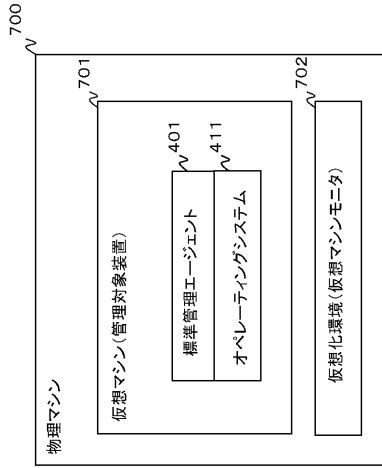 700
物理マシン
701
仮想マシン(管理対象装置)
401
標準管理エージェント
411
オペレーティングシステム
702
仮想化環境(仮想マシンモニタ)